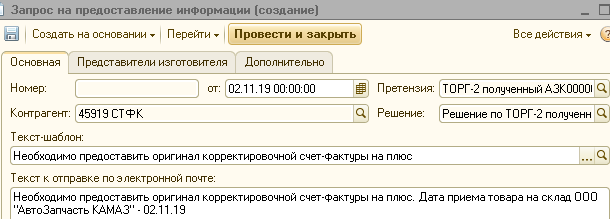 Запрос на предоставление информации (создание)
Создать на основании Перейти Провести и закрыть Все действия
Основная Представители изготовителя Дополнительно
Номер: от: 02.11.19 00:00:00 Претензия: ТОРГ-2 полученный АЗК0000
Контрагент: 45919 СТФК Решение: Решение по ТОРГ-2 полученн
Текст-шаблон:
Необходимо предоставить оригинал корректировочной счет-фактуры на плюс ...
Текст к отправке по электронной почте:
Необходимо предоставить оригинал корректировочной счет-фактуры на плюс. Дата приема товара на склад ООО
"АвтоЗапчасть КАМАЗ" - 02.11.19